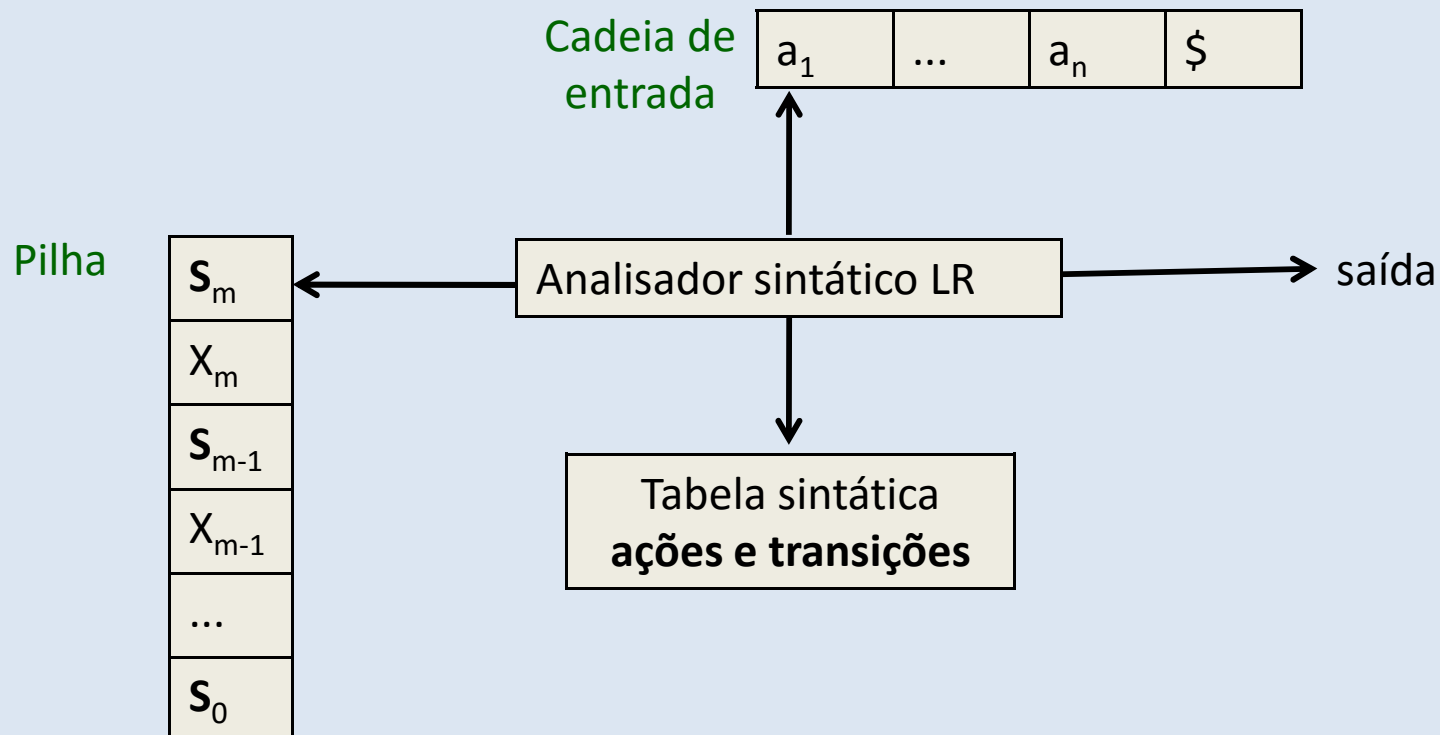 Cadeia de
entrada
a₁ ... aₙ $
Pilha
Sₘ
Analisador sintático LR
saída
Xₘ
Sₘ₋₁
Xₘ₋₁
...
S₀
Tabela sintática
ações e transições